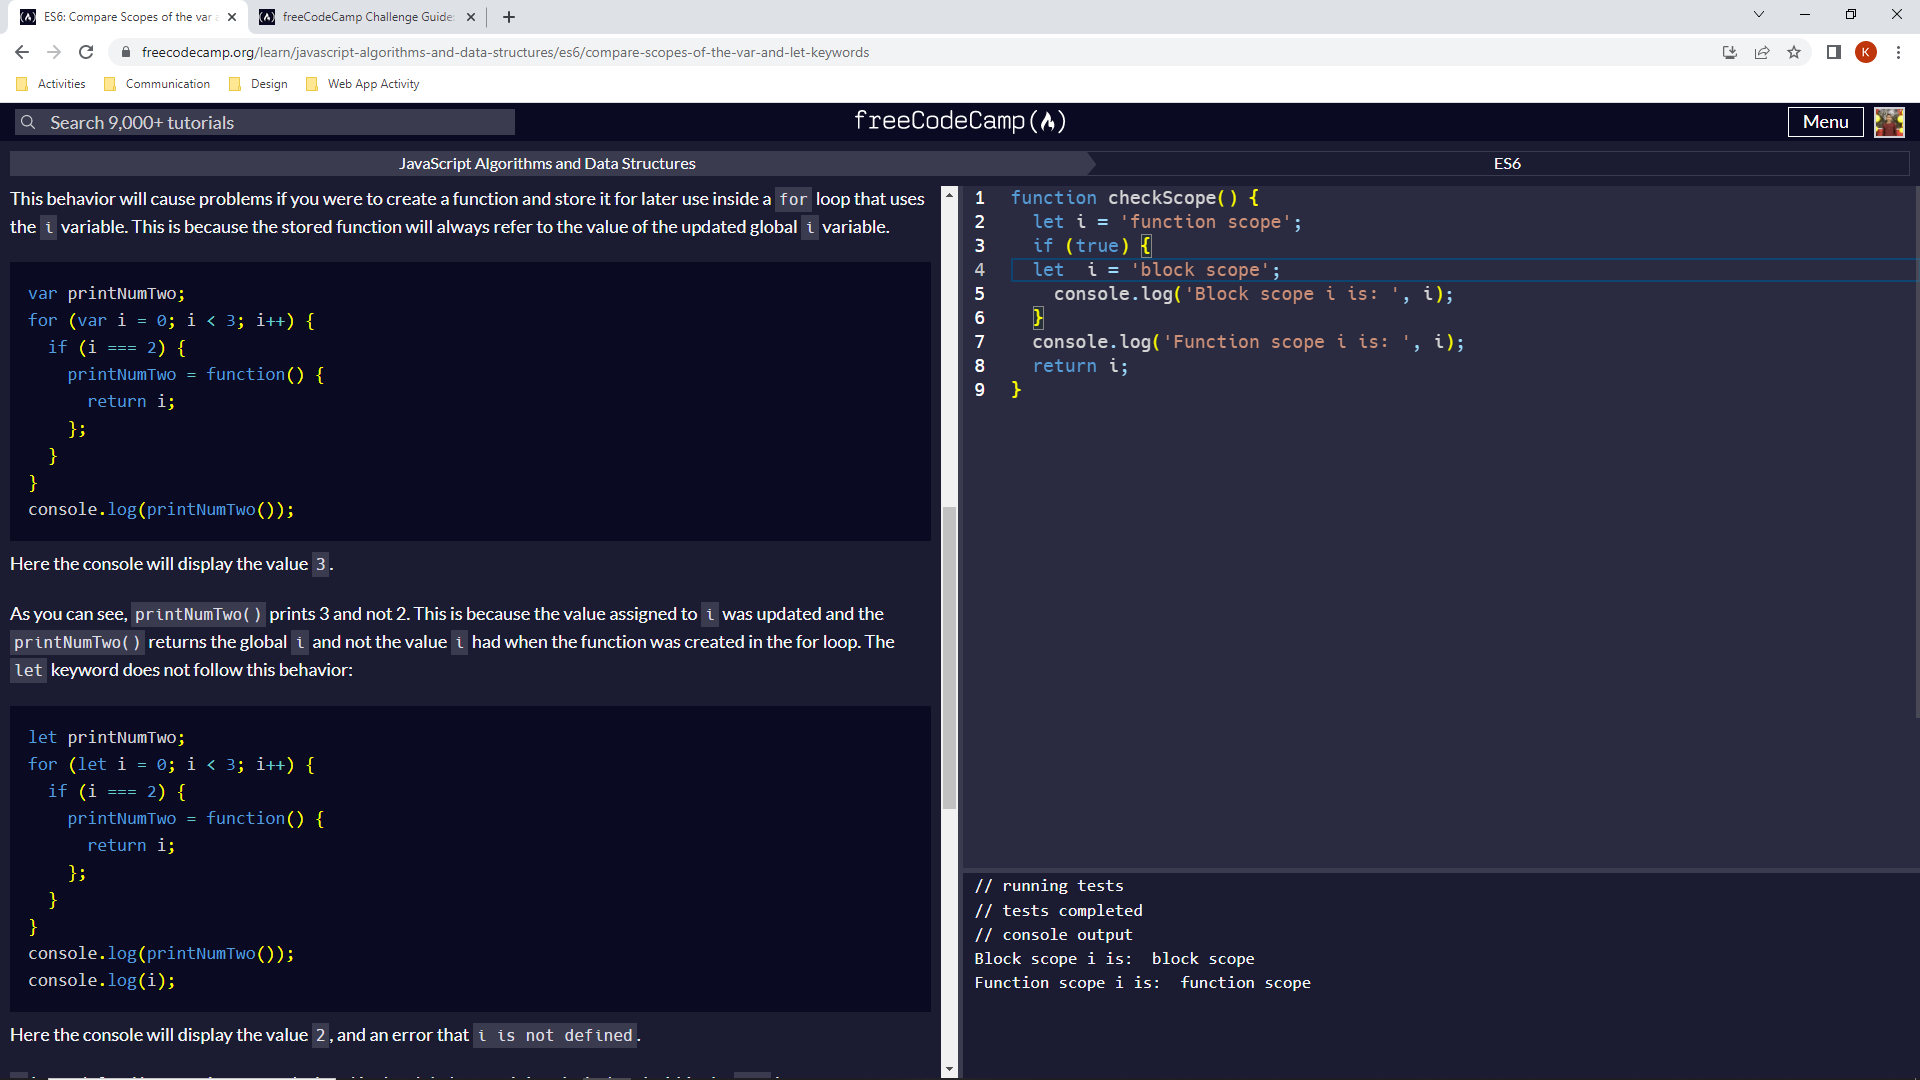 ES6: Compare Scopes of the var a
freeCodeCamp Challenge Guide:
freecodecamp.org/learn/javascript-algorithms-and-data-structures/es6/compare-scopes-of-the-var-and-let-keywords
K
Activities
Communication
Design
Web App Activity
Search 9,000+ tutorials
freeCodeCamp
Menu
JavaScript Algorithms and Data Structures
ES6
This behavior will cause problems if you were to create a function and store it for later use inside a for loop that uses
the i variable. This is because the stored function will always refer to the value of the updated global i variable.
var printNumTwo;
for (var i = 0; i < 3; i++) {
  if (i === 2) {
    printNumTwo = function() {
      return i;
    };
  }
}
console.log(printNumTwo());
Here the console will display the value 3.
As you can see, printNumTwo() prints 3 and not 2. This is because the value assigned to i was updated and the
printNumTwo() returns the global i and not the value i had when the function was created in the for loop. The
let keyword does not follow this behavior:
let printNumTwo;
for (let i = 0; i < 3; i++) {
  if (i === 2) {
    printNumTwo = function() {
      return i;
    };
  }
}
console.log(printNumTwo());
console.log(i);
Here the console will display the value 2, and an error that i is not defined.
1 function checkScope() {
2   let i = 'function scope';
3   if (true) {
4   let  i = 'block scope';
5     console.log('Block scope i is: ', i);
6   }
7   console.log('Function scope i is: ', i);
8   return i;
9 }
// running tests
// tests completed
// console output
Block scope i is:  block scope
Function scope i is:  function scope